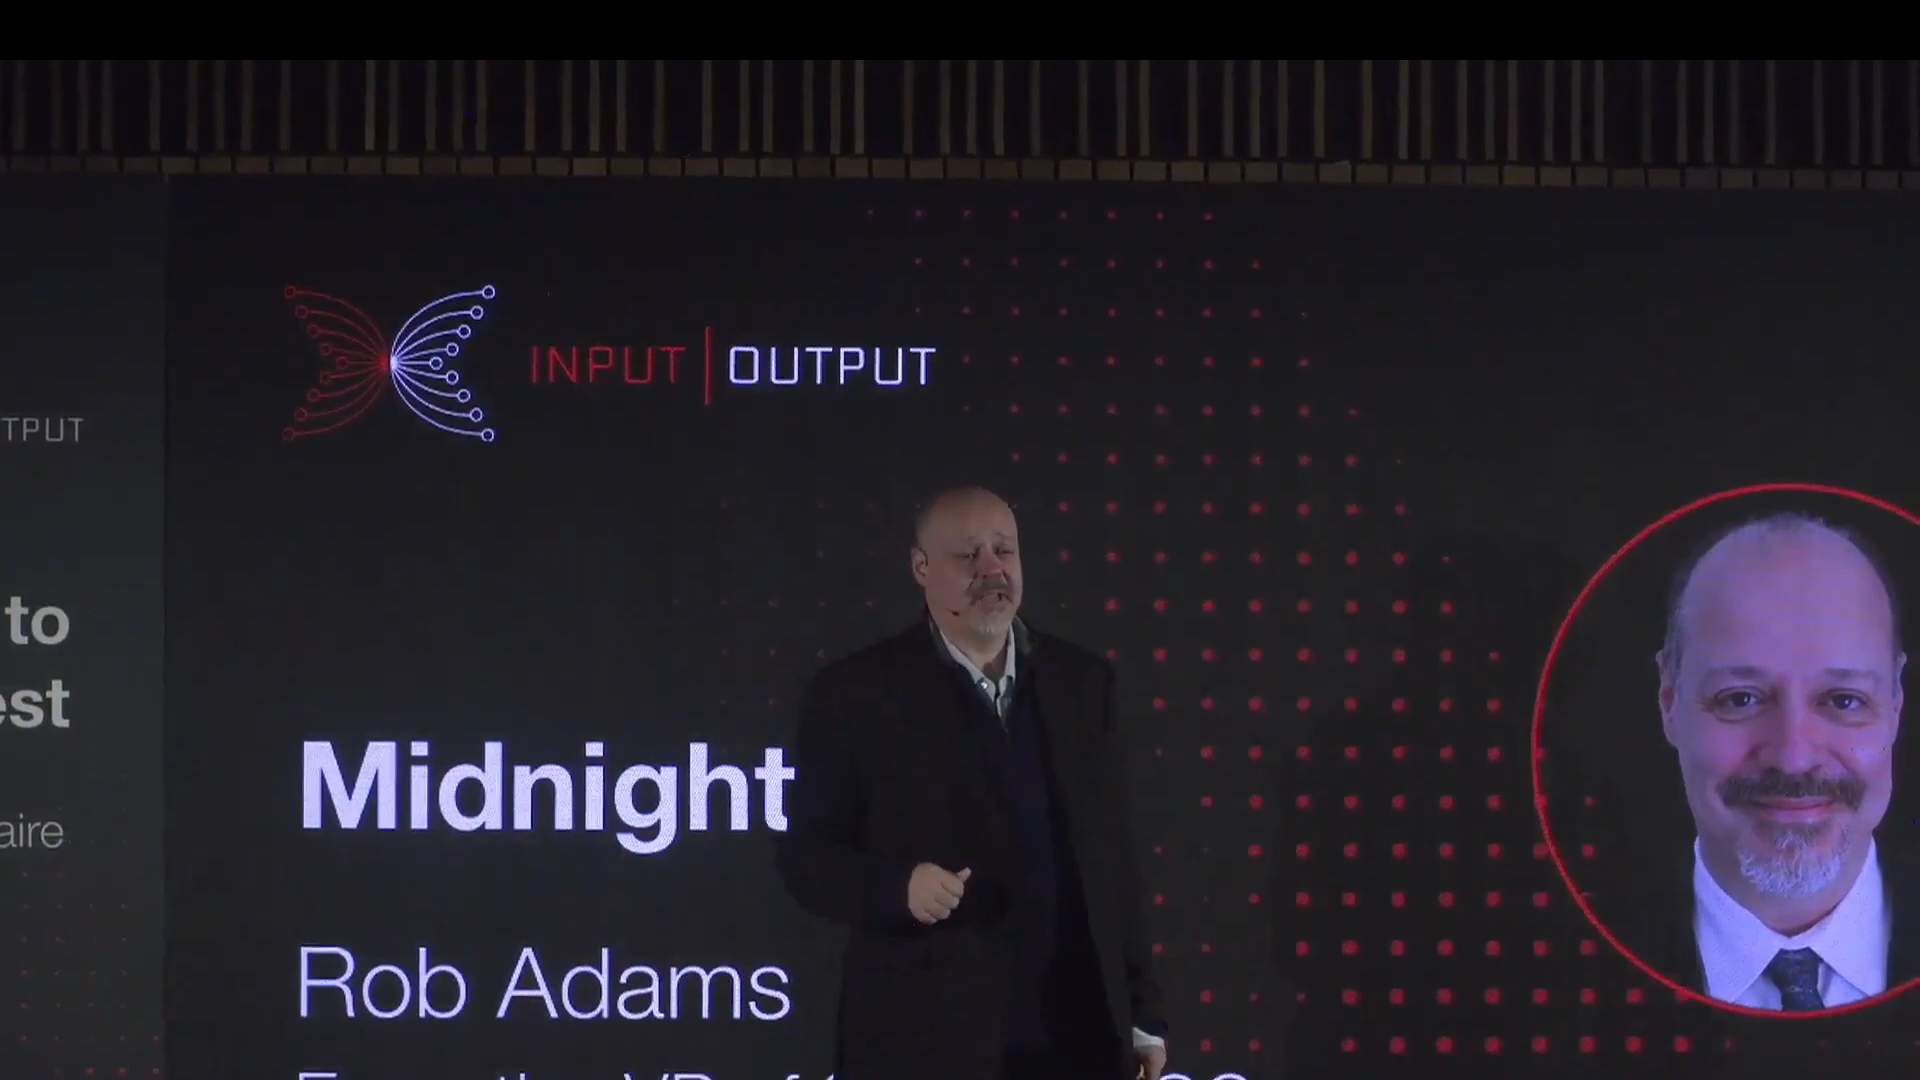 INPUT | OUTPUT
TPUT
to
est
Midnight
aire
Rob Adams